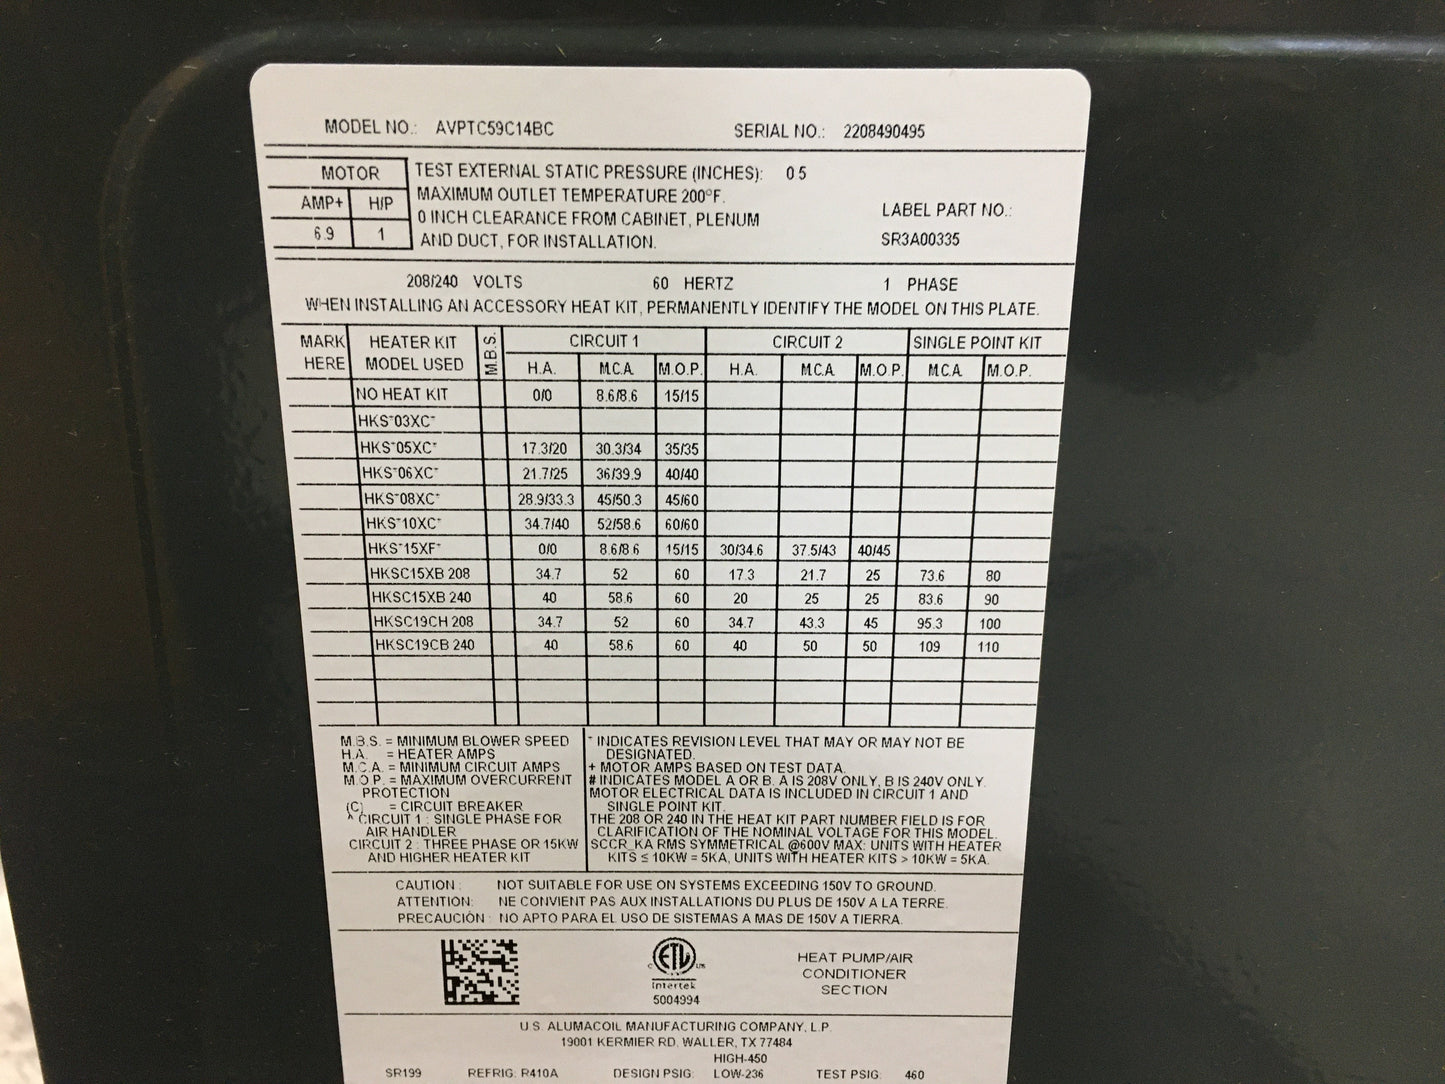 MODEL NO.: AVPTC59C14BC SERIAL NO.: 2208490495
MOTOR
AMP+ H/P
6.9 1
TEST EXTERNAL STATIC PRESSURE (INCHES): 0 5
MAXIMUM OUTLET TEMPERATURE 200°F.
0 INCH CLEARANCE FROM CABINET, PLENUM
AND DUCT, FOR INSTALLATION.
LABEL PART NO.:
SR3A00335
208/240 VOLTS 60 HERTZ 1 PHASE
WHEN INSTALLING AN ACCESSORY HEAT KIT, PERMANENTLY IDENTIFY THE MODEL ON THIS PLATE.
MARK HERE HEATER KIT MODEL USED M.B.S. CIRCUIT 1 CIRCUIT 2 SINGLE POINT KIT
H.A. M.C.A. M.O.P. H.A. M.C.A. M.O.P. M.C.A. M.O.P.
NO HEAT KIT 0/0 8.6/8.6 15/15
HKS*03XC*
HKS*05XC* 17.3/20 30.3/34 35/35
HKS*06XC* 21.7/25 36/39.9 40/40
HKS*08XC* 28.9/33.3 45/50.3 45/60
HKS*10XC* 34.7/40 52/58.6 60/60
HKS*15XF* 0/0 8.6/8.6 15/15 30/34.6 37.5/43 40/45
HKSC15XB 208 34.7 52 60 17.3 21.7 25 73.6 80
HKSC15XB 240 40 58.6 60 20 25 25 83.6 90
HKSC19CH 208 34.7 52 60 34.7 43.3 45 95.3 100
HKSC19CB 240 40 58.6 60 40 50 50 109 110
M.B.S. = MINIMUM BLOWER SPEED
H.A. = HEATER AMPS
M.C.A. = MINIMUM CIRCUIT AMPS
M.O.P. = MAXIMUM OVERCURRENT
PROTECTION
(C) = CIRCUIT BREAKER
^ CIRCUIT 1 : SINGLE PHASE FOR
AIR HANDLER
CIRCUIT 2 : THREE PHASE OR 15KW
AND HIGHER HEATER KIT
* INDICATES REVISION LEVEL THAT MAY OR MAY NOT BE
DESIGNATED.
+ MOTOR AMPS BASED ON TEST DATA.
# INDICATES MODEL A OR B. A IS 208V ONLY, B IS 240V ONLY.
MOTOR ELECTRICAL DATA IS INCLUDED IN CIRCUIT 1 AND
SINGLE POINT KIT.
THE 208 OR 240 IN THE HEAT KIT PART NUMBER FIELD IS FOR
CLARIFICATION OF THE NOMINAL VOLTAGE FOR THIS MODEL.
SCCR_KA RMS SYMMETRICAL @600V MAX: UNITS WITH HEATER
KITS ≤ 10KW = 5KA, UNITS WITH HEATER KITS > 10KW = 5KA.
CAUTION : NOT SUITABLE FOR USE ON SYSTEMS EXCEEDING 150V TO GROUND.
ATTENTION: NE CONVIENT PAS AUX INSTALLATIONS DU PLUS DE 150V A LA TERRE.
PRECAUCIÓN : NO APTO PARA EL USO DE SISTEMAS A MAS DE 150V A TIERRA.
C ETL US
Intertek
5004994
HEAT PUMP/AIR
CONDITIONER
SECTION
U.S. ALUMACOIL MANUFACTURING COMPANY, L.P.
19001 KERMIER RD. WALLER, TX 77484
HIGH-450
SR199 REFRIG: R410A DESIGN PSIG: LOW-236 TEST PSIG: 460